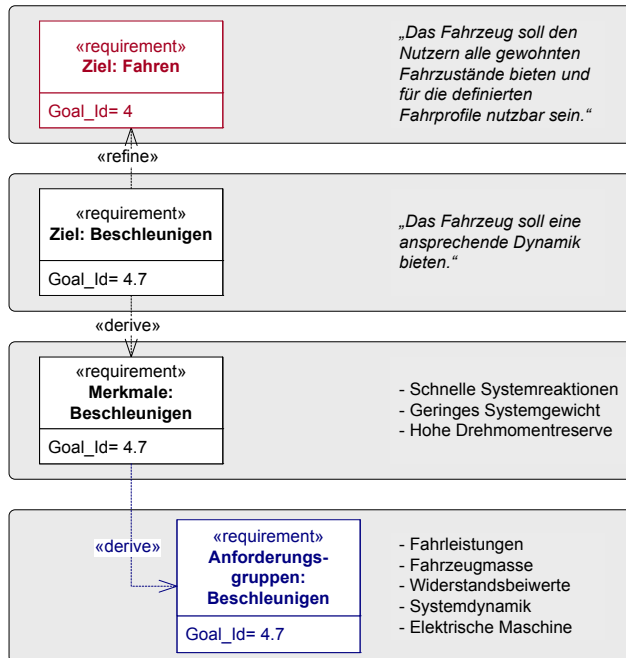 «requirement»
Ziel: Fahren
Goal_Id= 4
„Das Fahrzeug soll den
Nutzern alle gewohnten
Fahrzustände bieten und
für die definierten
Fahrprofile nutzbar sein.“
«refine»
«requirement»
Ziel: Beschleunigen
Goal_Id= 4.7
„Das Fahrzeug soll eine
ansprechende Dynamik
bieten.“
«derive»
«requirement»
Merkmale:
Beschleunigen
Goal_Id= 4.7
- Schnelle Systemreaktionen
- Geringes Systemgewicht
- Hohe Drehmomentreserve
«derive»
«requirement»
Anforderungs-
gruppen:
Beschleunigen
Goal_Id= 4.7
- Fahrleistungen
- Fahrzeugmasse
- Widerstandsbeiwerte
- Systemdynamik
- Elektrische Maschine